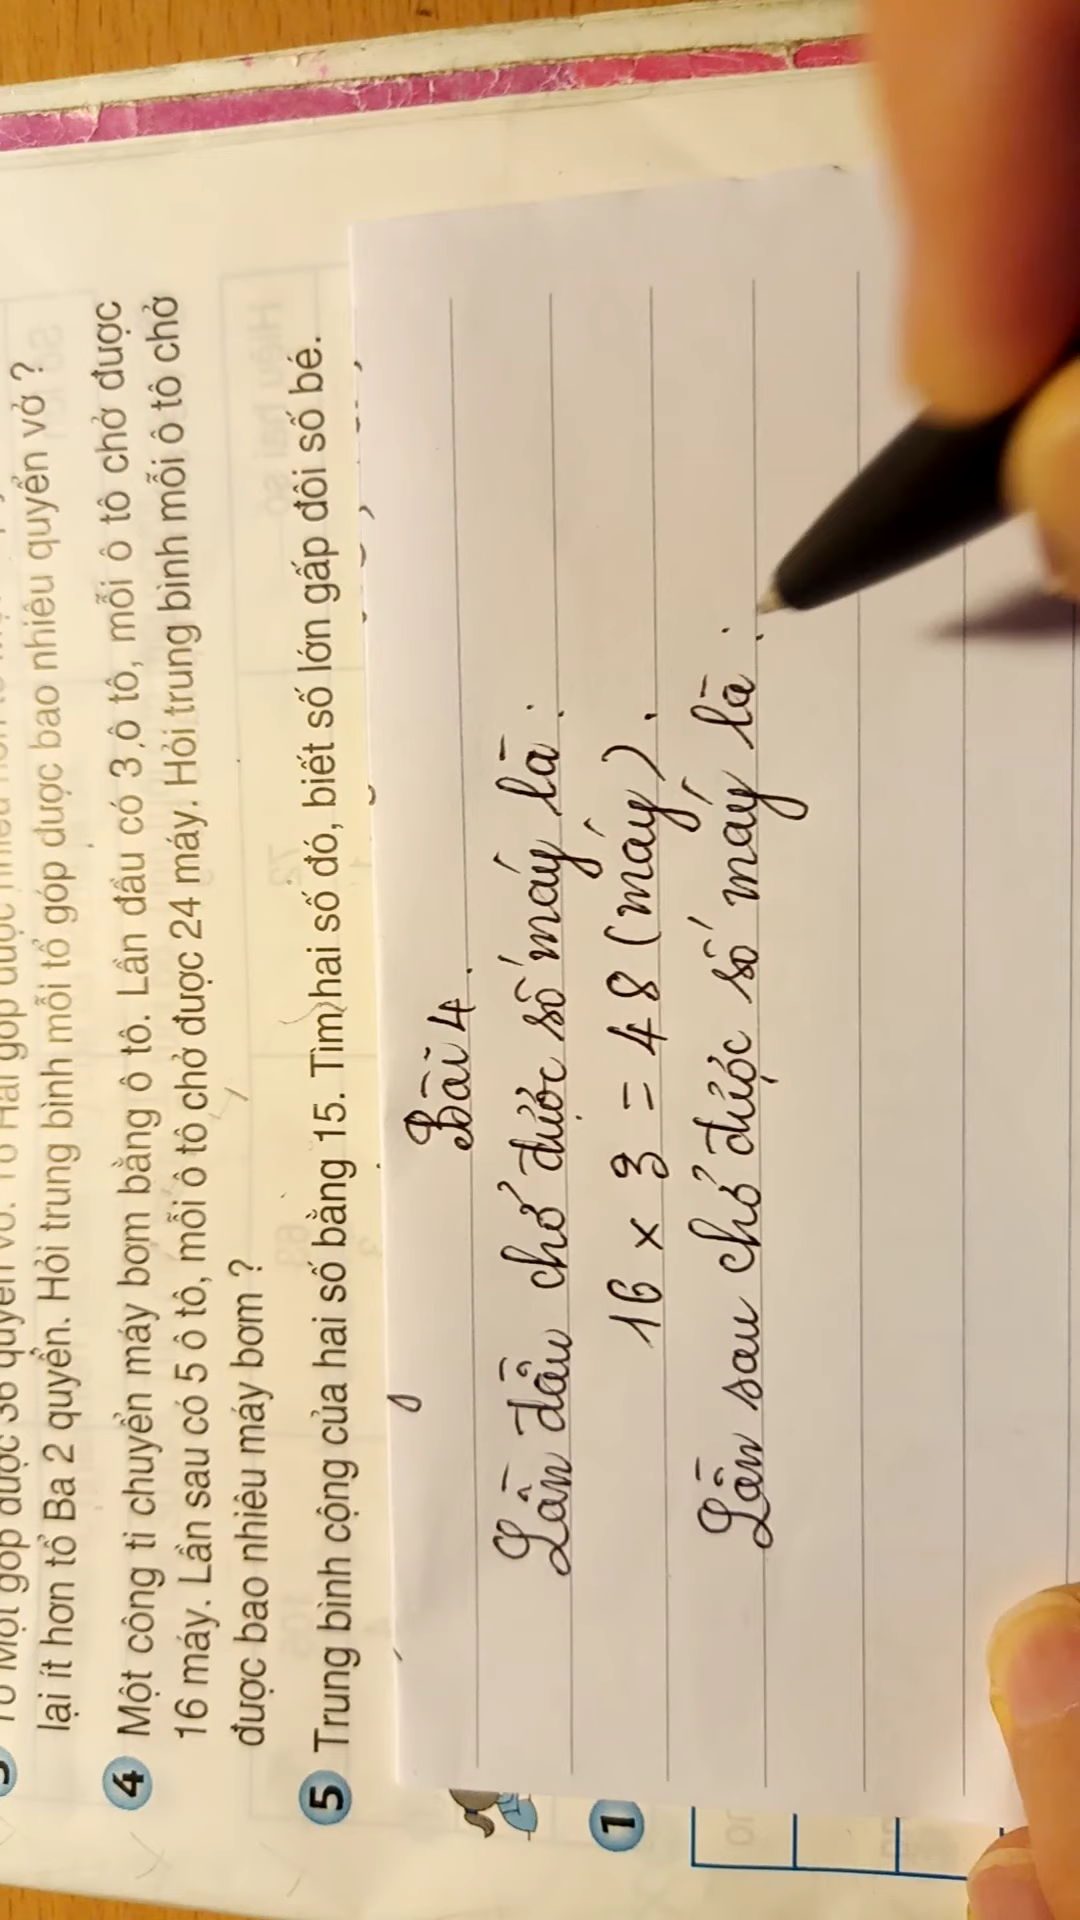 lại ít hơn tổ Ba 2 quyển. Hỏi trung bình mỗi tổ góp được bao nhiêu quyển vở ?
4 Một công ti chuyển máy bơm bằng ô tô. Lần đầu có 3 ô tô, mỗi ô tô chở được
16 máy. Lần sau có 5 ô tô, mỗi ô tô chở được 24 máy. Hỏi trung bình mỗi ô tô chở
được bao nhiêu máy bơm ?
5 Trung bình cộng của hai số bằng 15. Tìm hai số đó, biết số lớn gấp đôi số bé.
Bài 4.
Lần đầu chở được số máy là :
16 × 3 = 48 (máy).
Lần sau chở được số máy là :
1